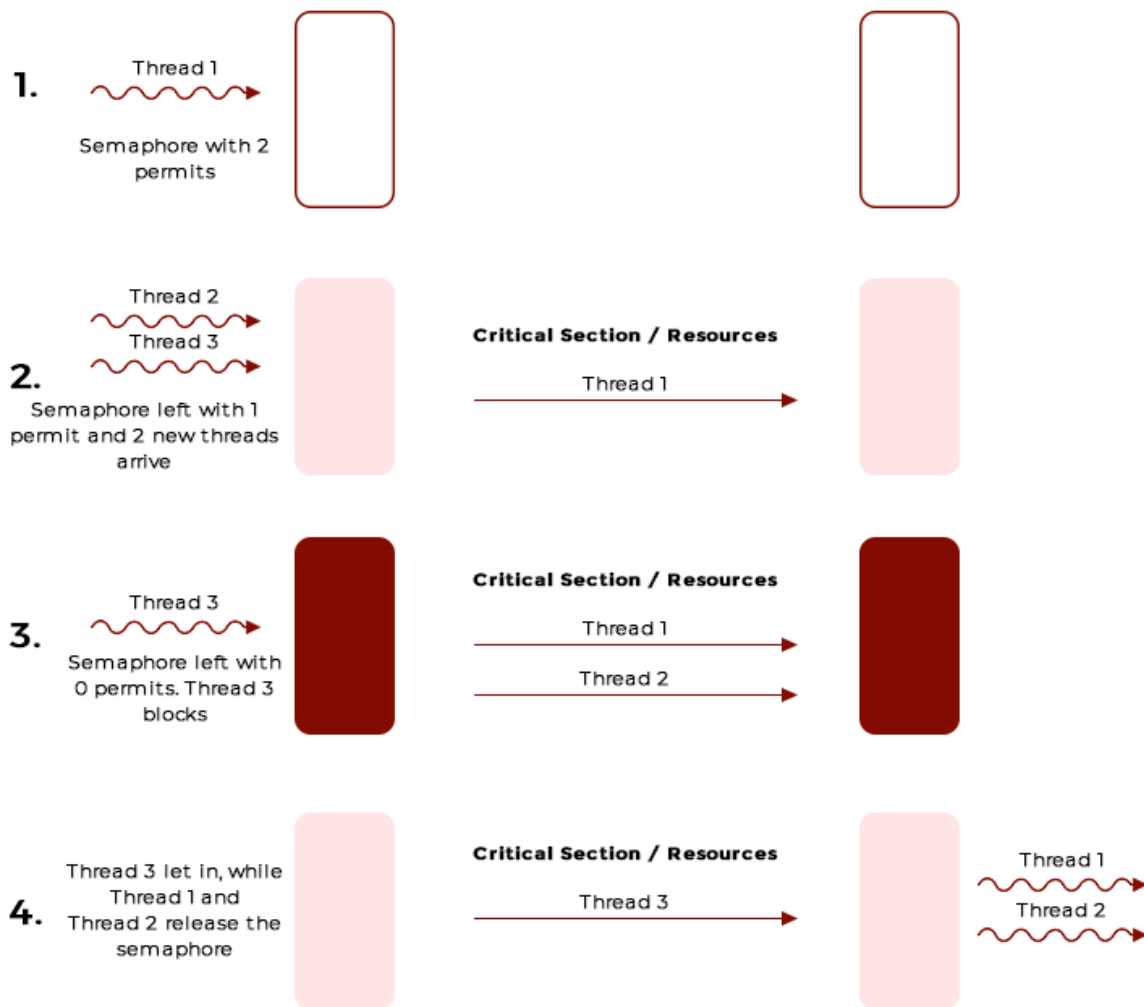 1.
Thread 1
Semaphore with 2
permits
2.
Thread 2
Thread 3
Semaphore left with 1
permit and 2 new threads
arrive
Critical Section / Resources
Thread 1
3.
Thread 3
Semaphore left with
0 permits. Thread 3
blocks
Critical Section / Resources
Thread 1
Thread 2
4.
Thread 3 let in, while
Thread 1 and
Thread 2 release the
semaphore
Critical Section / Resources
Thread 3
Thread 1
Thread 2